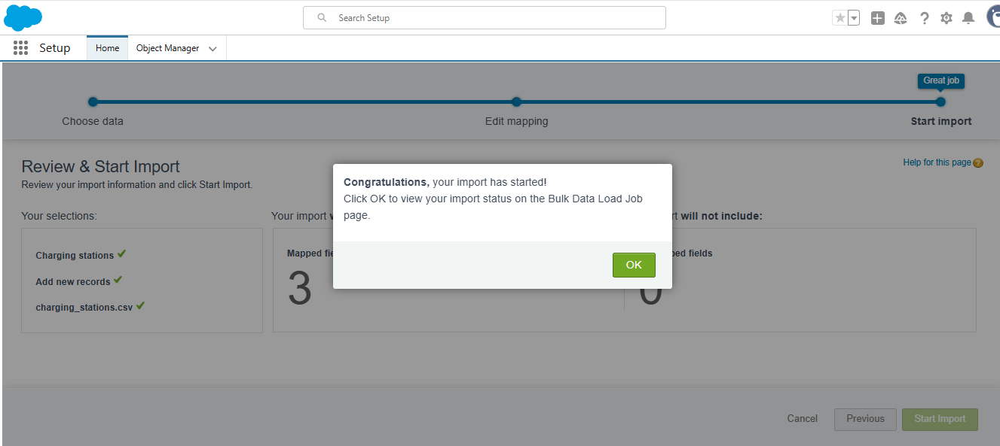 Search Setup
Setup
Home
Object Manager
Great job
Choose data
Edit mapping
Start import
Review & Start Import
Help for this page
Review your import information and click Start Import.
Congratulations, your import has started!
Click OK to view your import status on the Bulk Data Load Job
page.
OK
Your selections:
Charging stations
Add new records
charging_stations.csv
Your import
Mapped
3
will not include:
fields
0
Cancel
Previous
Start Import